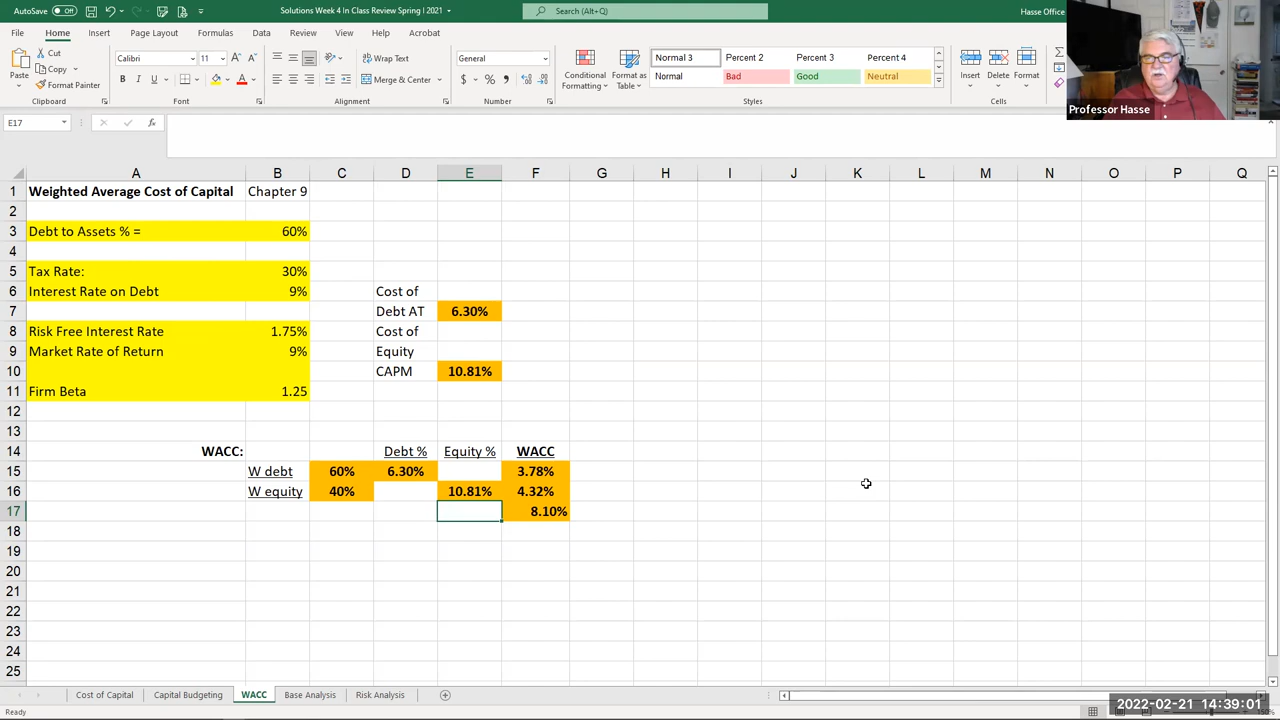 AutoSave Off Solutions Week 4 In Class Review Spring | 2021 Search (Alt+Q) Hasse Office
File Home Insert Page Layout Formulas Data Review View Help Acrobat
Cut Calibri 11 Wrap Text General Normal 3 Percent 2 Percent 3 Percent 4
Copy
Paste Format Painter B I U Merge & Center $ % Conditional Formatting Format as Table Normal Bad Good Neutral Insert Delete Format
Clipboard Font Alignment Number Styles Cells
Professor Hasse
E17 fx
A B C D E F G H I J K L M N O P Q
1 Weighted Average Cost of Capital Chapter 9
2
3 Debt to Assets % = 60%
4
5 Tax Rate: 30%
6 Interest Rate on Debt 9% Cost of
7 Debt AT 6.30%
8 Risk Free Interest Rate 1.75% Cost of
9 Market Rate of Return 9% Equity
10 CAPM 10.81%
11 Firm Beta 1.25
12
13
14 WACC: Debt % Equity % WACC
15 W debt 60% 6.30% 3.78%
16 W equity 40% 10.81% 4.32%
17 8.10%
18
19
20
21
22
23
24
25
Cost of Capital Capital Budgeting WACC Base Analysis Risk Analysis
Ready 2022-02-21 14:39:01